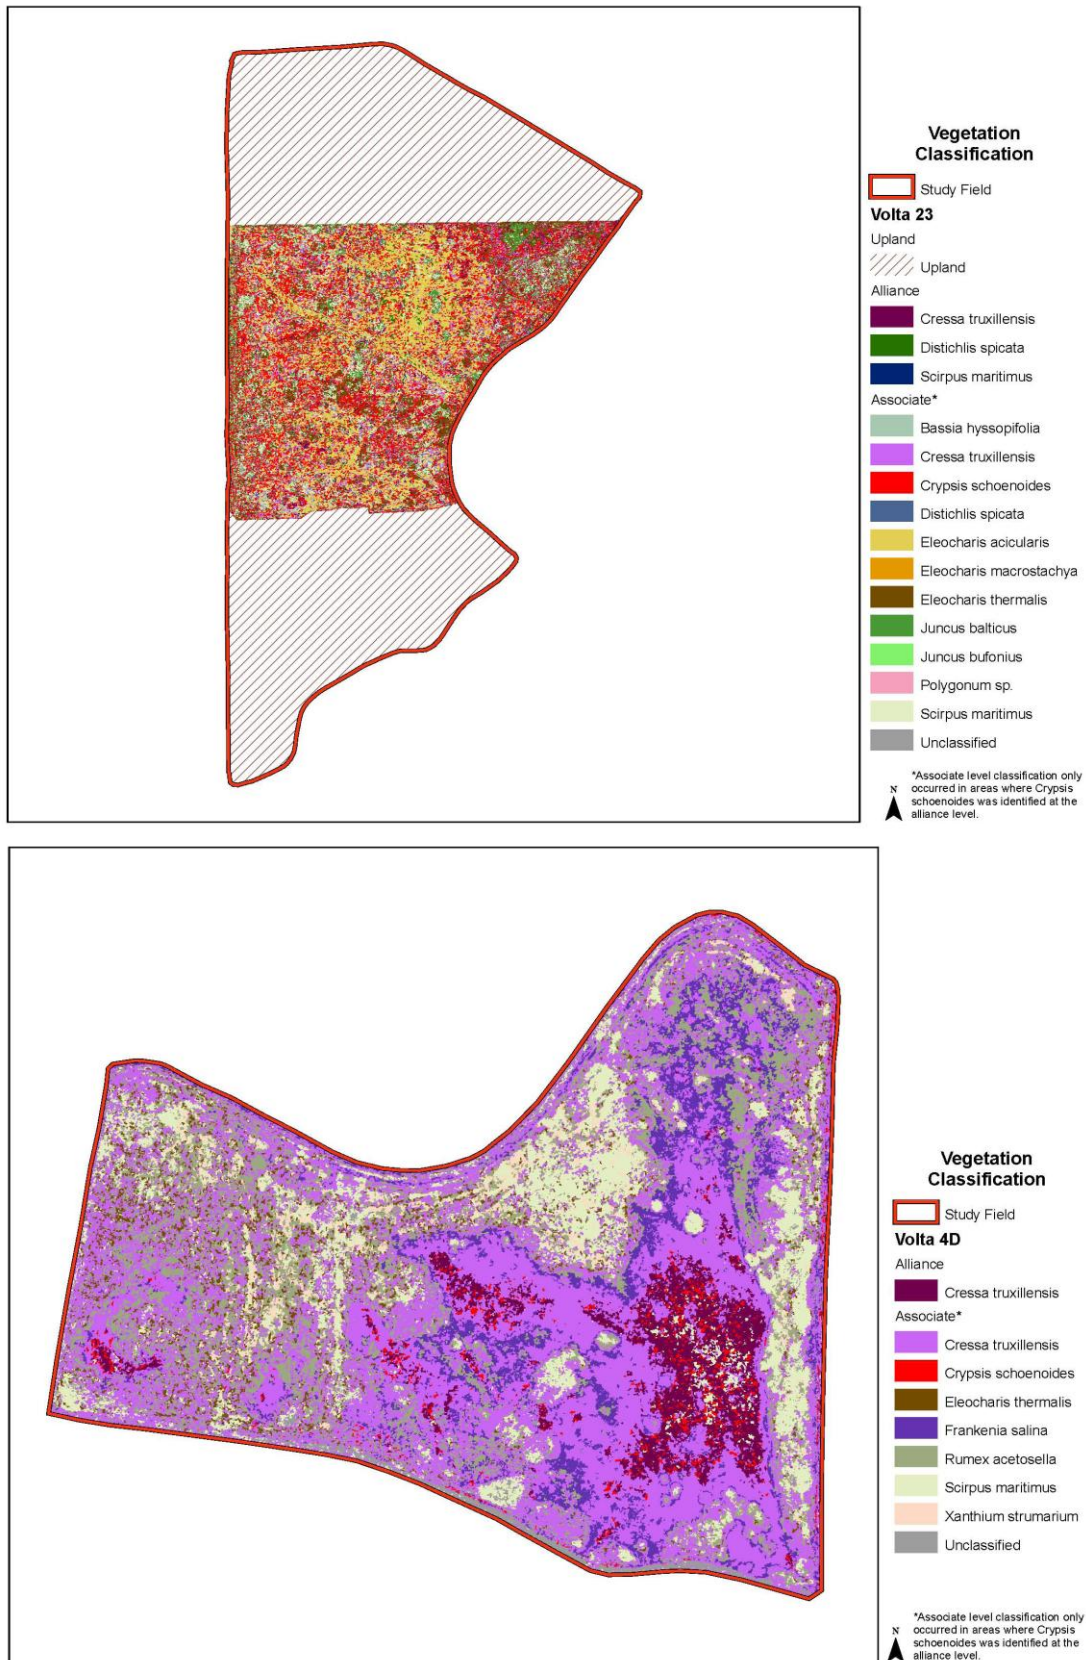 Vegetation
Classification
Study Field
Volta 23
Upland
Upland
Alliance
Cressa truxillensis
Distichlis spicata
Scirpus maritimus
Associate*
Bassia hyssopifolia
Cressa truxillensis
Crypsis schoenoides
Distichlis spicata
Eleocharis acicularis
Eleocharis macrostachya
Eleocharis thermalis
Juncus balticus
Juncus bufonius
Polygonum sp.
Scirpus maritimus
Unclassified
N
*Associate level classification only
occurred in areas where Crypsis
schoenoides was identified at the
alliance level.
Vegetation
Classification
Study Field
Volta 4D
Alliance
Cressa truxillensis
Associate*
Cressa truxillensis
Crypsis schoenoides
Eleocharis thermalis
Frankenia salina
Rumex acetosella
Scirpus maritimus
Xanthium strumarium
Unclassified
N
*Associate level classification only
occurred in areas where Crypsis
schoenoides was identified at the
alliance level.